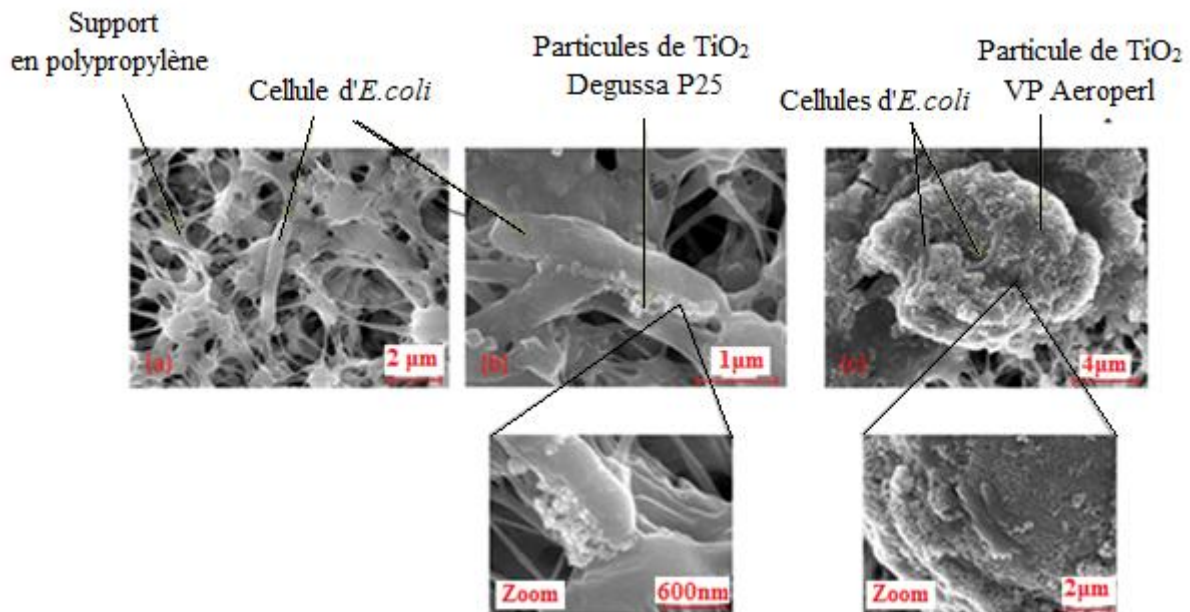 Support
en polypropylène
Cellule d'E.coli
Particules de TiO2
Degussa P25
Cellules d'E.coli
Particule de TiO2
VP Aeroperl
(a)
2 µm
(b)
1µm
(c)
4µm
Zoom
600nm
Zoom
2µm